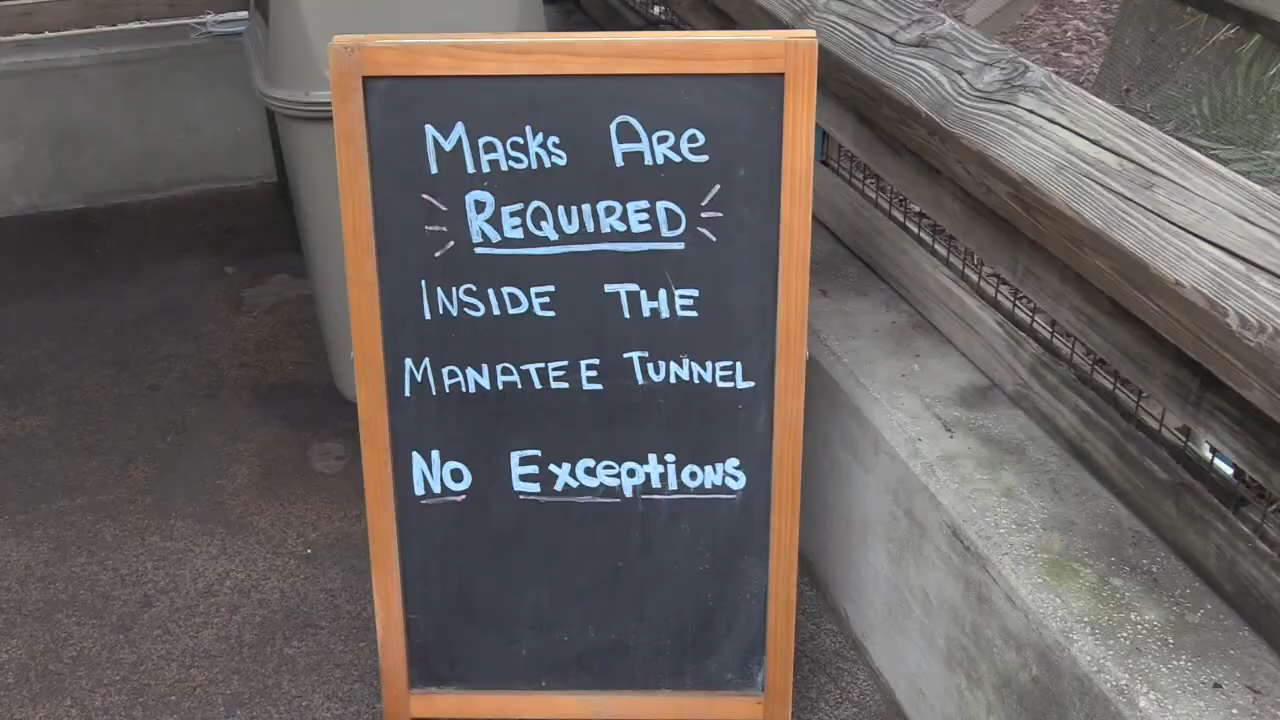 Masks Are
REQUIRED
INSIDE THE
MANATEE TUNNEL
No Exceptions